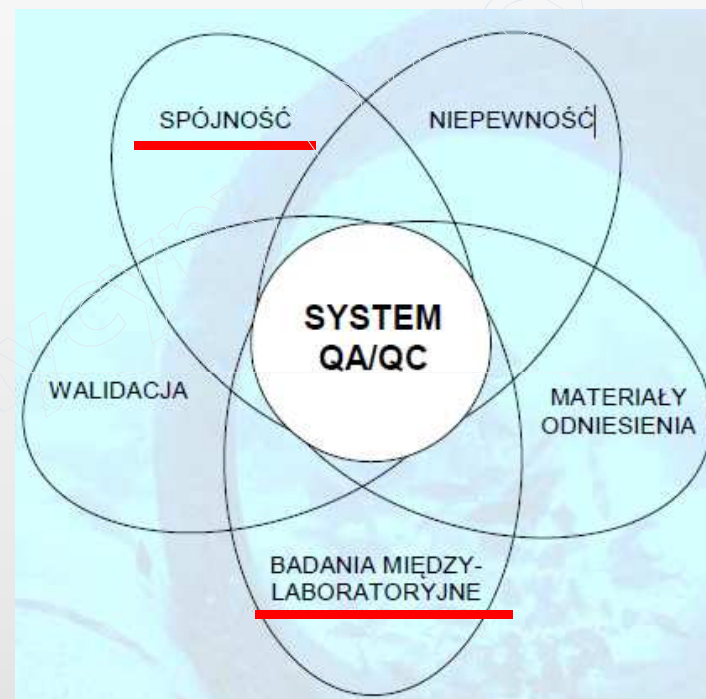 SPÓJNOŚĆ
NIEPEWNOŚĆ
SYSTEM
QA/QC
WALIDACJA
MATERIAŁY
ODNIESIENIA
BADANIA MIĘDZY-
LABORATORYJNE